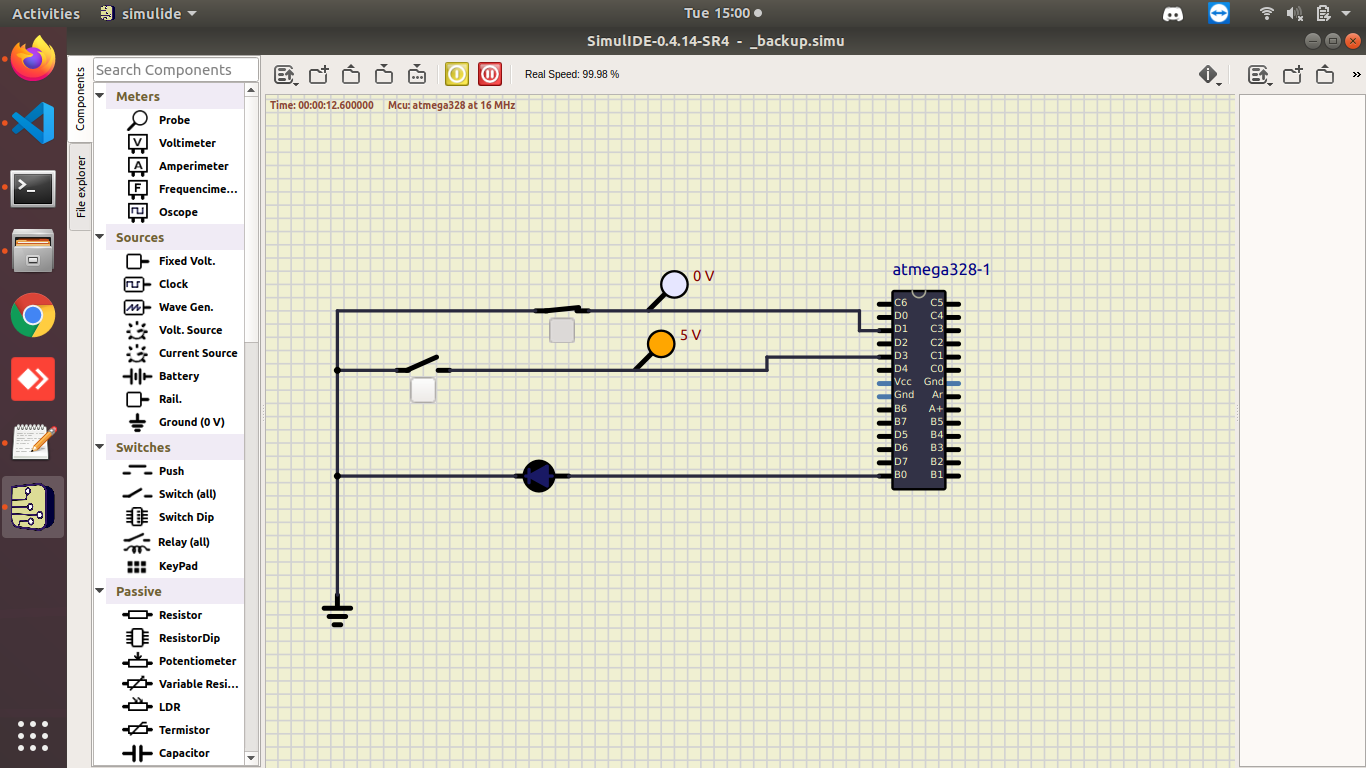 Activities
simulide
Tue 15:00
SimulIDE-0.4.14-SR4 - _backup.simu
Components
File explorer
Search Components
Real Speed: 99.98 %
»
Meters
Probe
Voltimeter
Amperimeter
Frequencime...
Oscope
Sources
Fixed Volt.
Clock
Wave Gen.
Volt. Source
Current Source
Battery
Rail.
Ground (0 V)
Switches
Push
Switch (all)
Switch Dip
Relay (all)
KeyPad
Passive
Resistor
ResistorDip
Potentiometer
Variable Resi...
LDR
Termistor
Capacitor
Time: 00:00:12.600000 Mcu: atmega328 at 16 MHz
0 V
5 V
atmega328-1
C6 C5
D0 C4
D1 C3
D2 C2
D3 C1
D4 C0
Vcc Gnd
Gnd Ar
B6 A+
B7 B5
D5 B4
D6 B3
D7 B2
B0 B1